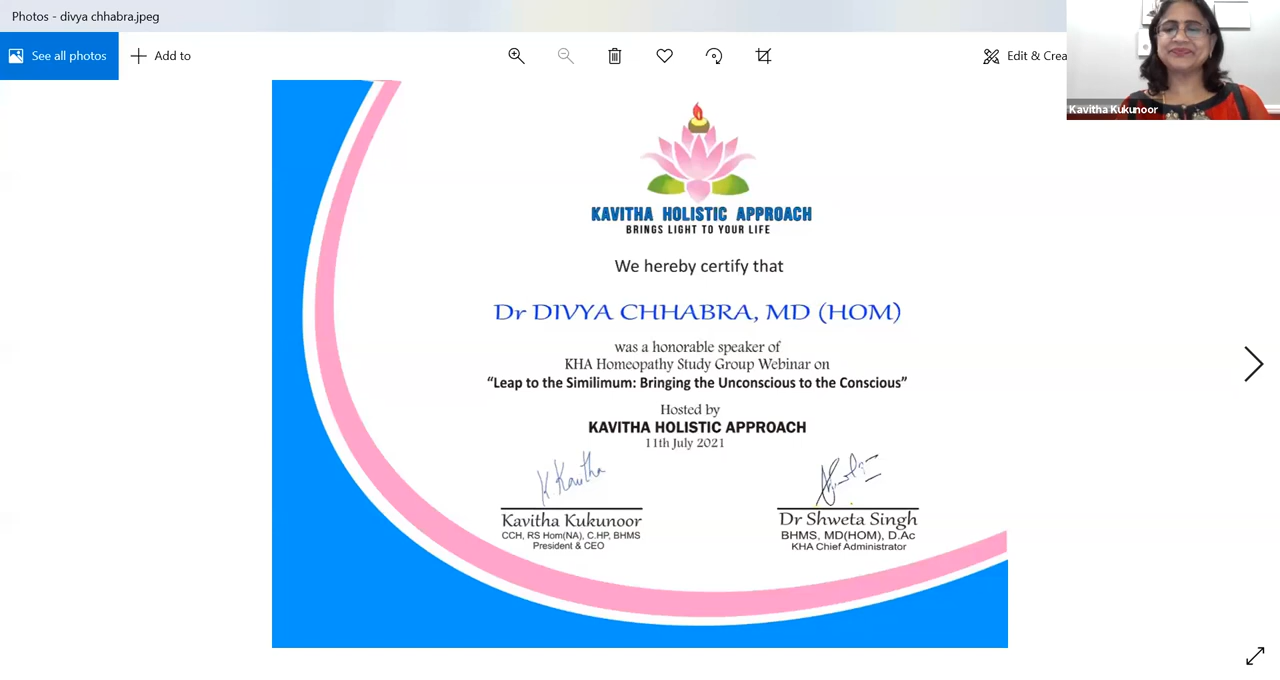 Photos - divya chhabra.jpeg
See all photos
Add to
Edit & Crea
Kavitha Kukunoor
KAVITHA HOLISTIC APPROACH
BRINGS LIGHT TO YOUR LIFE
We hereby certify that
Dr DIVYA CHHABRA, MD (HOM)
was a honorable speaker of
KHA Homeopathy Study Group Webinar on
“Leap to the Similimum: Bringing the Unconscious to the Conscious”
Hosted by
KAVITHA HOLISTIC APPROACH
11th July 2021
K Kavitha
Kavitha Kukunoor
CCH, RS Hom(NA), C.HP, BHMS
President & CEO
Dr Shweta Singh
BHMS, MD(HOM), D.Ac
KHA Chief Administrator